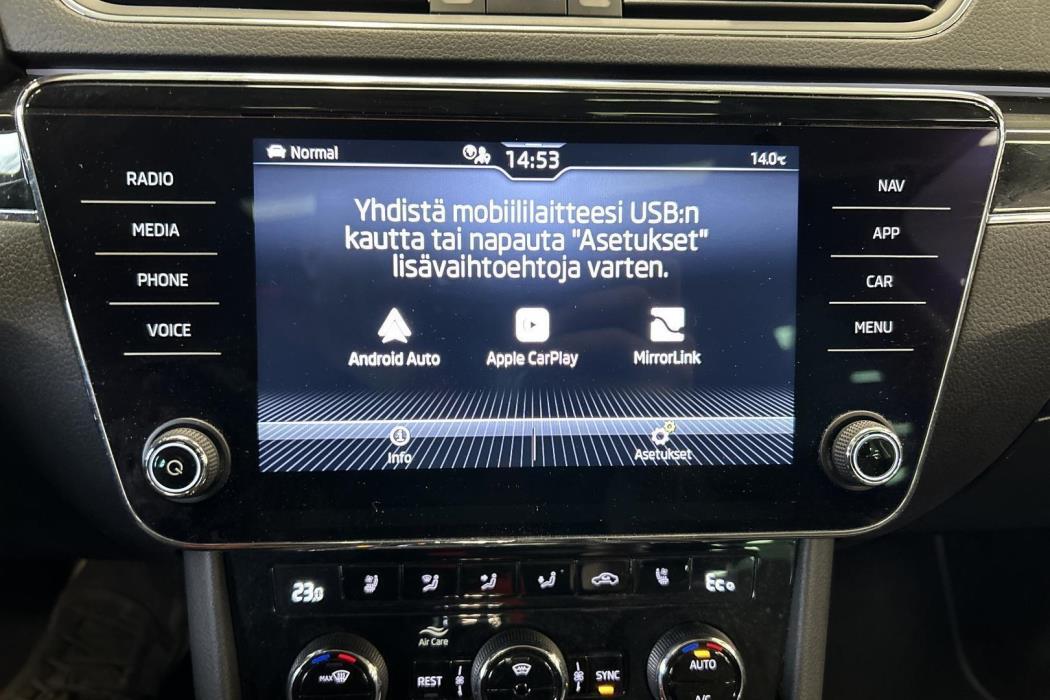 Normal
14:53
14.0°C
RADIO
MEDIA
PHONE
VOICE
NAV
APP
CAR
MENU
Yhdistä mobiililaitteesi USB:n
kautta tai napauta "Asetukset"
lisävaihtoehtoja varten.
Android Auto
Apple CarPlay
MirrorLink
Info
Asetukset
23.0
Eco
Air Care
MAX
REST
SYNC
AUTO
A/C